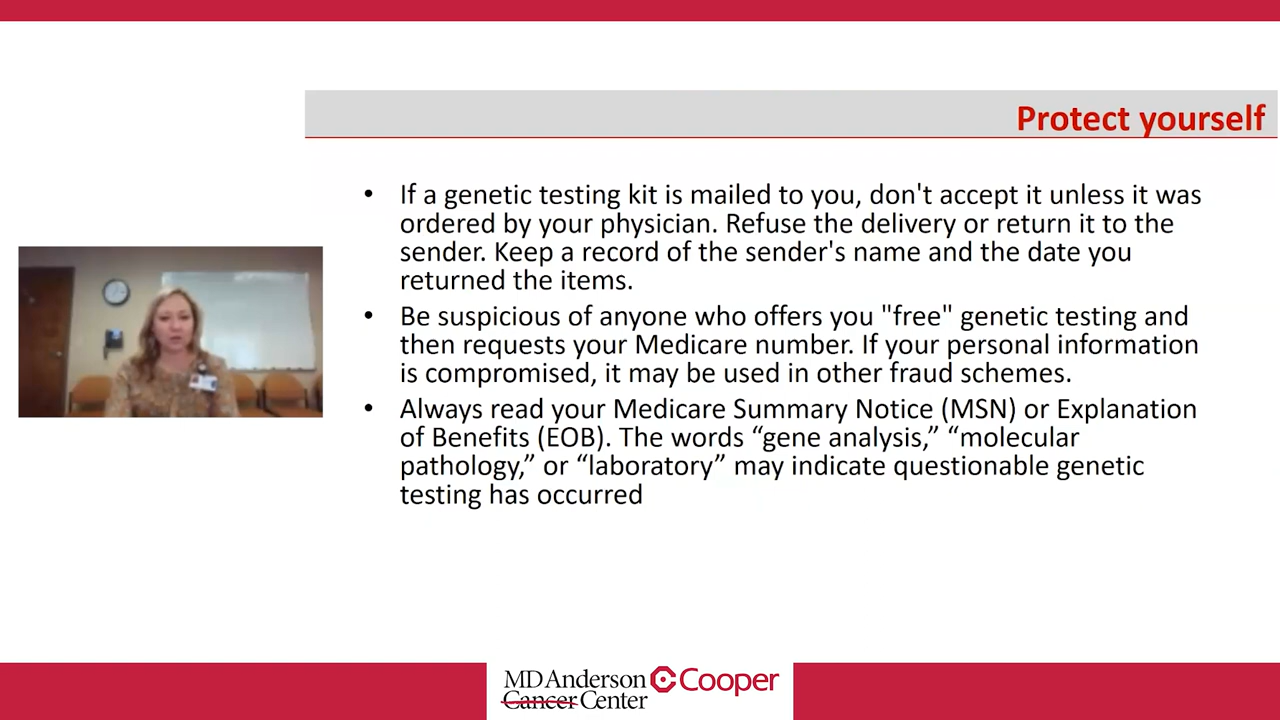 Protect yourself
• If a genetic testing kit is mailed to you, don't accept it unless it was
ordered by your physician. Refuse the delivery or return it to the
sender. Keep a record of the sender's name and the date you
returned the items.
• Be suspicious of anyone who offers you "free" genetic testing and
then requests your Medicare number. If your personal information
is compromised, it may be used in other fraud schemes.
• Always read your Medicare Summary Notice (MSN) or Explanation
of Benefits (EOB). The words “gene analysis,” “molecular
pathology,” or “laboratory” may indicate questionable genetic
testing has occurred
MD Anderson Cooper
Cancer Center